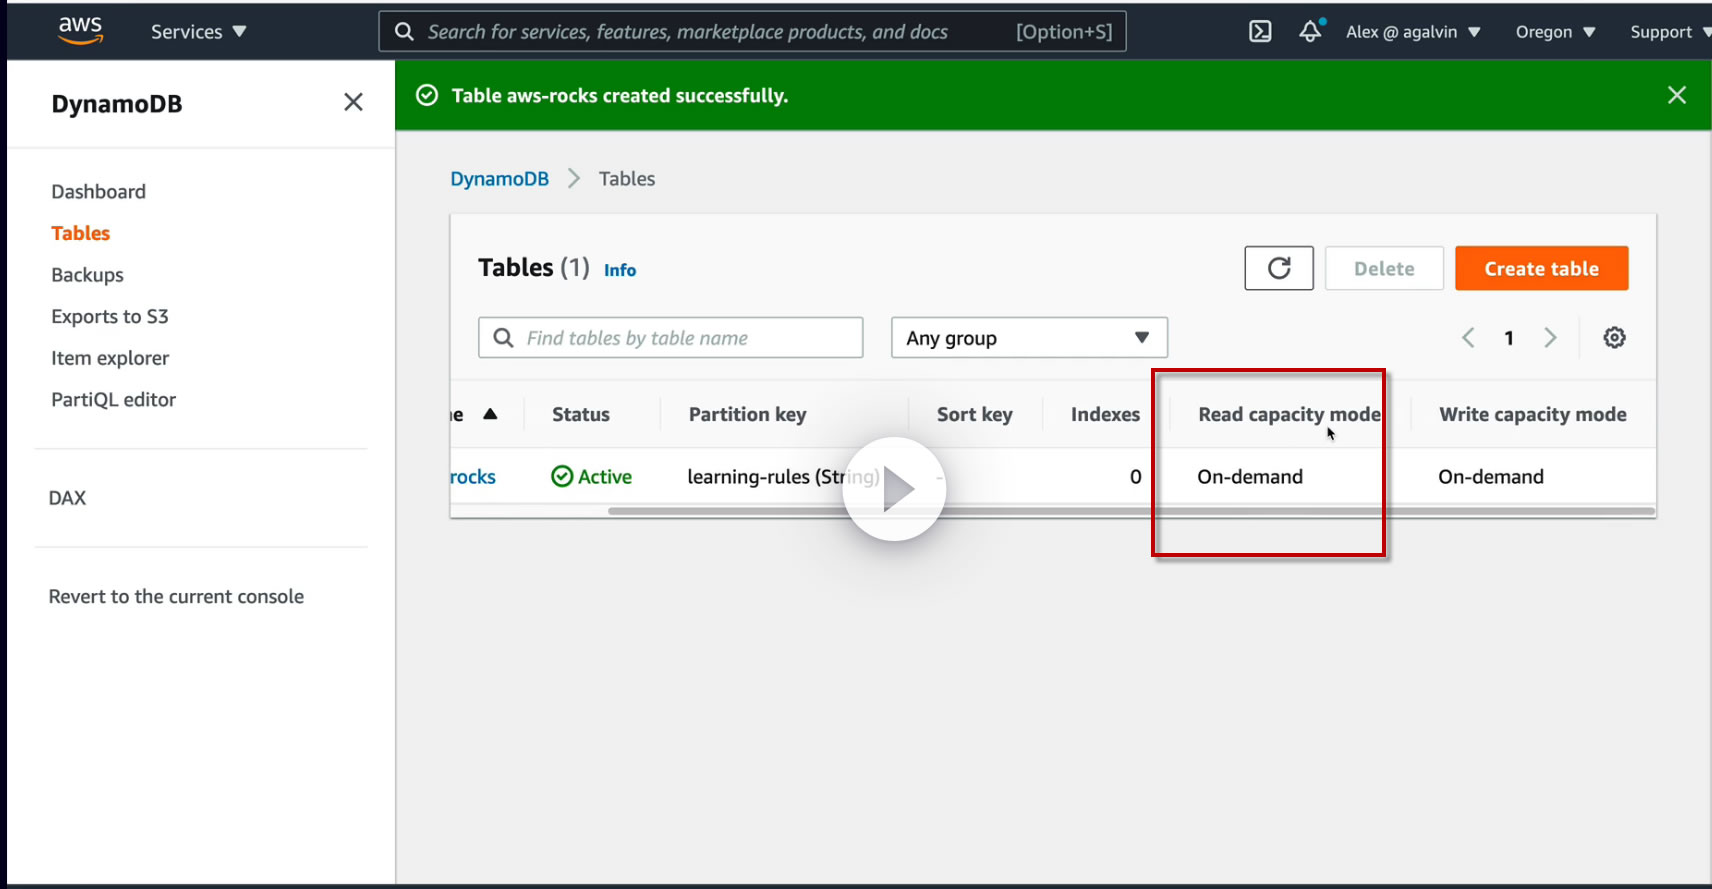 aws
Services
Search for services, features, marketplace products, and docs
[Option+S]
Alex @ agalvin
Oregon
Support
DynamoDB
Dashboard
Tables
Backups
Exports to S3
Item explorer
PartiQL editor
DAX
Revert to the current console
Table aws-rocks created successfully.
DynamoDB
Tables
Tables (1) Info
Delete
Create table
Find tables by table name
Any group
1
e Status Partition key Sort key Indexes Read capacity mode Write capacity mode
rocks Active learning-rules (String) - 0 On-demand On-demand